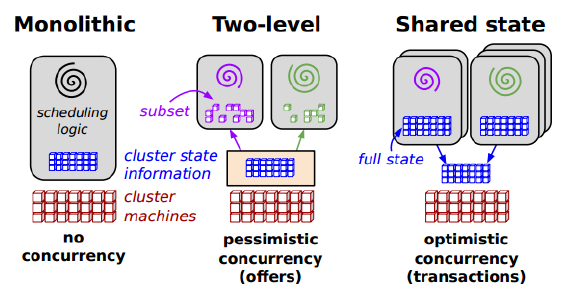 Monolithic
Two-level
Shared state
scheduling
logic
subset
full state
cluster state
information
cluster
machines
no
concurrency
pessimistic
concurrency
(offers)
optimistic
concurrency
(transactions)